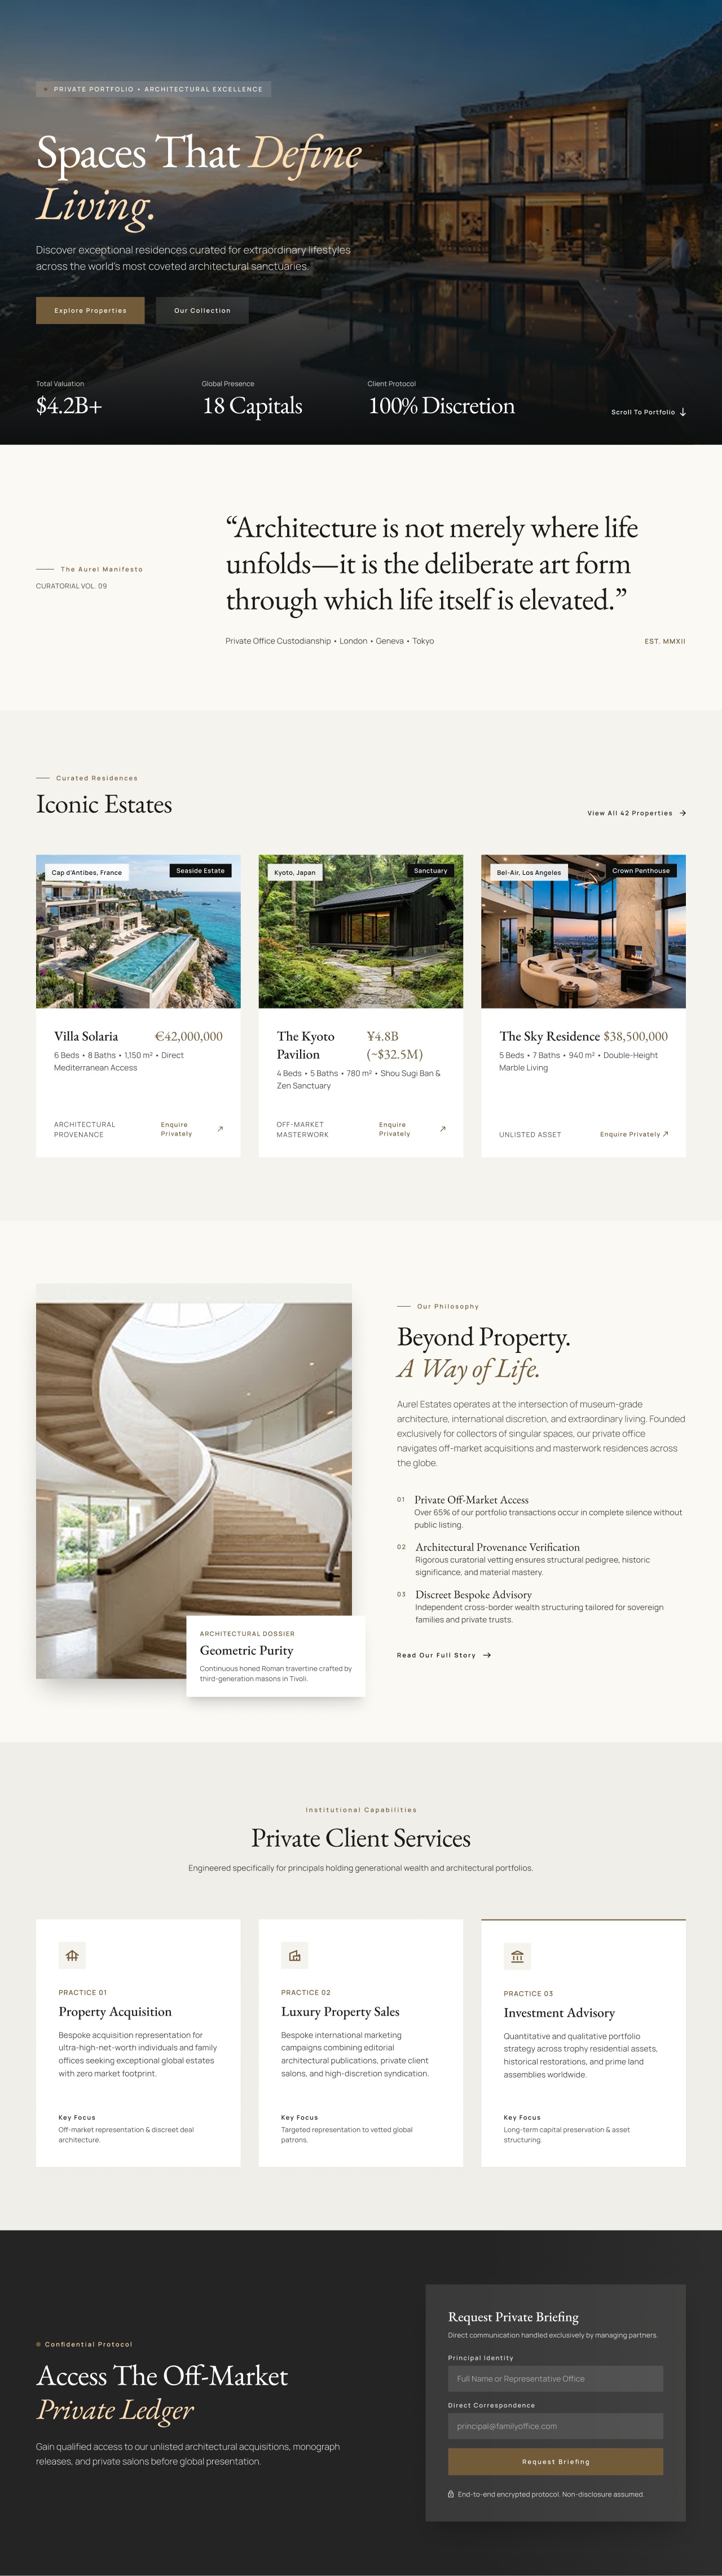 PRIVATE PORTFOLIO • ARCHITECTURAL EXCELLENCE
Spaces That Define
Living.
Discover exceptional residences curated for extraordinary lifestyles
across the world's most coveted architectural sanctuaries.
Explore Properties
Our Collection
Total Valuation
$4.2B+
Global Presence
18 Capitals
Client Protocol
100% Discretion
Scroll To Portfolio
The Aurel Manifesto
CURATORIAL VOL. 09
“Architecture is not merely where life
unfolds—it is the deliberate art form
through which life itself is elevated.”
Private Office Custodianship • London • Geneva • Tokyo
EST. MMXII
Curated Residences
Iconic Estates
View All 42 Properties
Cap d'Antibes, France
Seaside Estate
Villa Solaria
€42,000,000
6 Beds • 8 Baths • 1,150 m² • Direct
Mediterranean Access
ARCHITECTURAL
PROVENANCE
Enquire
Privately
Kyoto, Japan
Sanctuary
The Kyoto
Pavilion
¥4.8B
(~$32.5M)
4 Beds • 5 Baths • 780 m² • Shou Sugi Ban &
Zen Sanctuary
OFF-MARKET
MASTERWORK
Enquire
Privately
Bel-Air, Los Angeles
Crown Penthouse
The Sky Residence
$38,500,000
5 Beds • 7 Baths • 940 m² • Double-Height
Marble Living
UNLISTED ASSET
Enquire Privately
ARCHITECTURAL DOSSIER
Geometric Purity
Continuous honed Roman travertine crafted by
third-generation masons in Tivoli.
Our Philosophy
Beyond Property.
A Way of Life.
Aurel Estates operates at the intersection of museum-grade
architecture, international discretion, and extraordinary living. Founded
exclusively for collectors of singular spaces, our private office
navigates off-market acquisitions and masterwork residences across
the globe.
01
Private Off-Market Access
Over 65% of our portfolio transactions occur in complete silence without
public listing.
02
Architectural Provenance Verification
Rigorous curatorial vetting ensures structural pedigree, historic
significance, and material mastery.
03
Discreet Bespoke Advisory
Independent cross-border wealth structuring tailored for sovereign
families and private trusts.
Read Our Full Story
Institutional Capabilities
Private Client Services
Engineered specifically for principals holding generational wealth and architectural portfolios.
PRACTICE 01
Property Acquisition
Bespoke acquisition representation for
ultra-high-net-worth individuals and family
offices seeking exceptional global estates
with zero market footprint.
Key Focus
Off-market representation & discreet deal
architecture.
PRACTICE 02
Luxury Property Sales
Bespoke international marketing
campaigns combining editorial
architectural publications, private client
salons, and high-discretion syndication.
Key Focus
Targeted representation to vetted global
patrons.
PRACTICE 03
Investment Advisory
Quantitative and qualitative portfolio
strategy across trophy residential assets,
historical restorations, and prime land
assemblies worldwide.
Key Focus
Long-term capital preservation & asset
structuring.
Confidential Protocol
Access The Off-Market
Private Ledger
Gain qualified access to our unlisted architectural acquisitions, monograph
releases, and private salons before global presentation.
Request Private Briefing
Direct communication handled exclusively by managing partners.
Principal Identity
Full Name or Representative Office
Direct Correspondence
principal@familyoffice.com
Request Briefing
End-to-end encrypted protocol. Non-disclosure assumed.